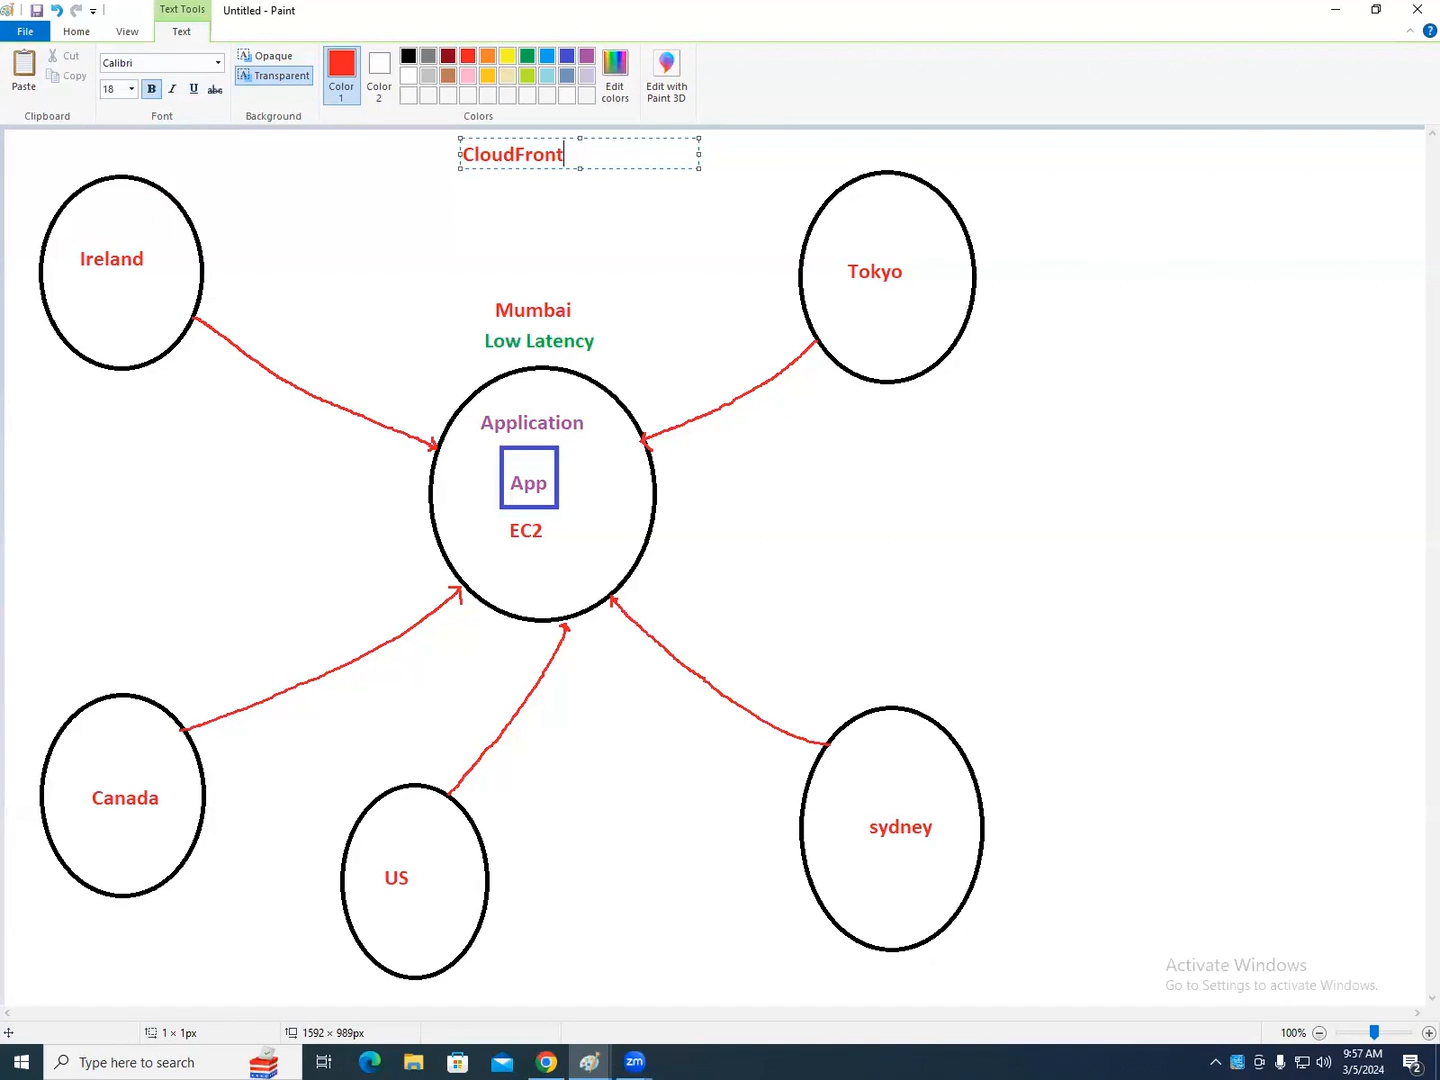 Text Tools
Untitled - Paint
File
Home
View
Text
Paste
Cut
Copy
Clipboard
Calibri
18
B I U abc
Font
Opaque
Transparent
Background
Color 1
Color 2
Edit colors
Edit with Paint 3D
Colors
CloudFront
Ireland
Tokyo
Mumbai
Low Latency
Application
App
EC2
Canada
US
sydney
Activate Windows
Go to Settings to activate Windows.
1 × 1px
1592 × 989px
100%
Type here to search
zm
9:57 AM
3/5/2024
2